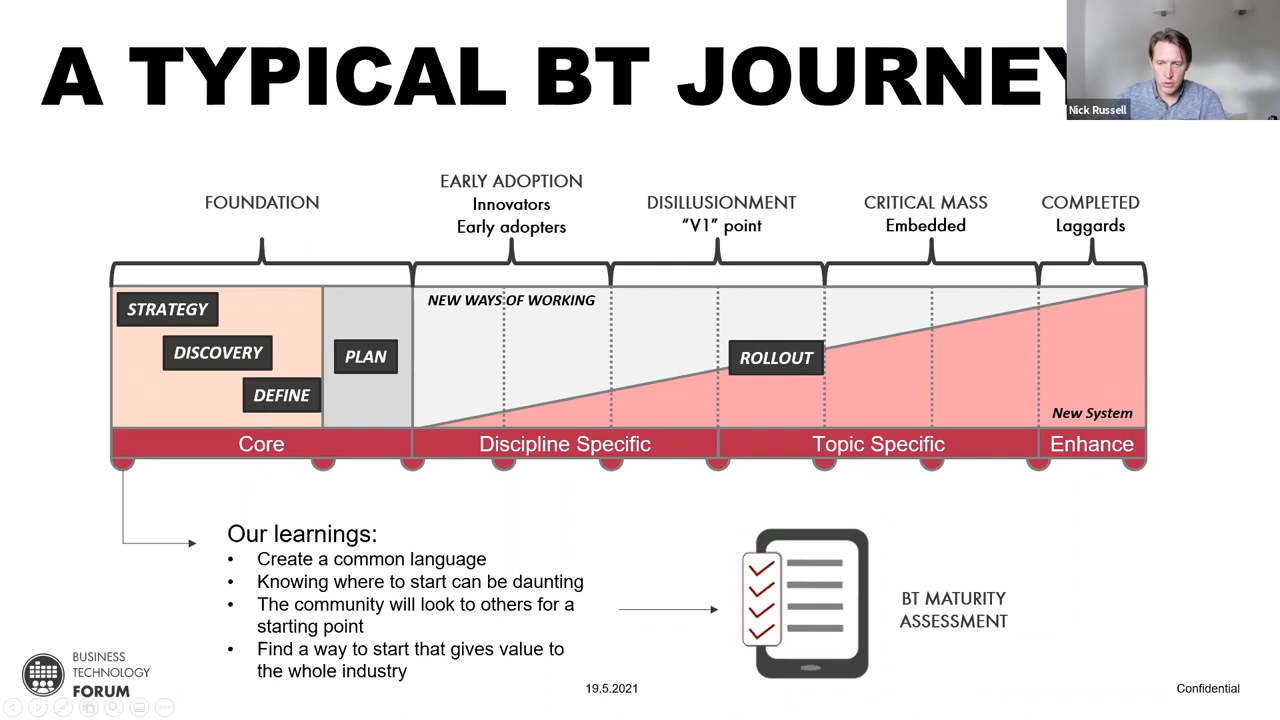 A TYPICAL BT JOURNEY
Nick Russell
FOUNDATION
EARLY ADOPTION
Innovators
Early adopters
DISILLUSIONMENT
“V1” point
CRITICAL MASS
Embedded
COMPLETED
Laggards
STRATEGY
DISCOVERY
DEFINE
PLAN
NEW WAYS OF WORKING
ROLLOUT
New System
Core
Discipline Specific
Topic Specific
Enhance
Our learnings:
• Create a common language
• Knowing where to start can be daunting
• The community will look to others for a
starting point
• Find a way to start that gives value to
the whole industry
BT MATURITY
ASSESSMENT
BUSINESS
TECHNOLOGY
FORUM
19.5.2021
Confidential